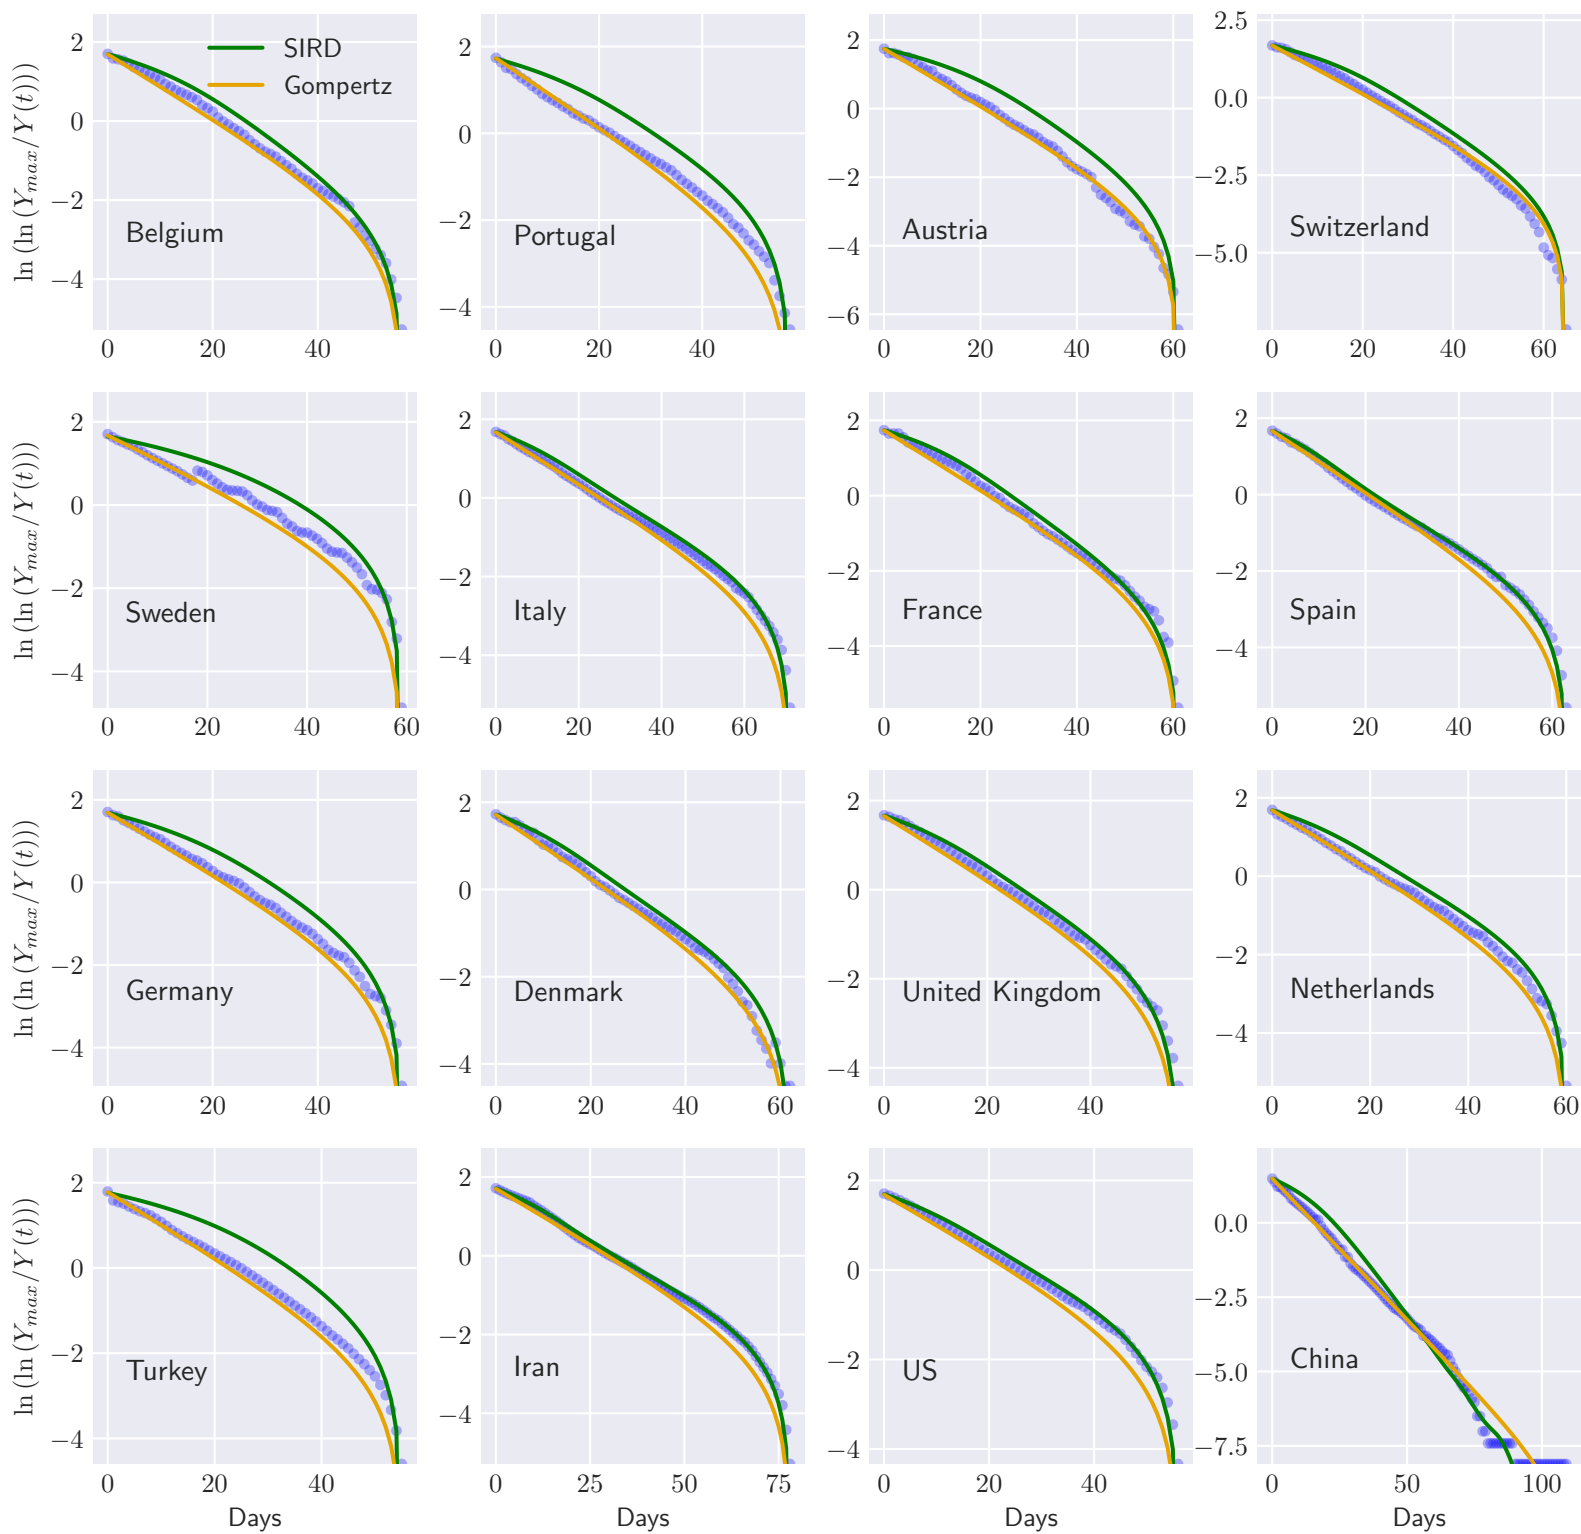 SIRD
Gompertz
ln (ln (Y_max/Y(t)))
2
0
−2
−4
Belgium
0 20 40
2
0
−2
−4
Portugal
0 20 40
2
0
−2
−4
−6
Austria
0 20 40 60
2.5
0.0
−2.5
−5.0
Switzerland
0 20 40 60
ln (ln (Y_max/Y(t)))
2
0
−2
−4
Sweden
0 20 40 60
2
0
−2
−4
Italy
0 20 40 60
2
0
−2
−4
France
0 20 40 60
2
0
−2
−4
Spain
0 20 40 60
ln (ln (Y_max/Y(t)))
2
0
−2
−4
Germany
0 20 40
2
0
−2
−4
Denmark
0 20 40 60
2
0
−2
−4
United Kingdom
0 20 40
2
0
−2
−4
Netherlands
0 20 40 60
ln (ln (Y_max/Y(t)))
2
0
−2
−4
Turkey
0 20 40
Days
2
0
−2
−4
Iran
0 25 50 75
Days
2
0
−2
−4
US
0 20 40
Days
0.0
−2.5
−5.0
−7.5
China
0 50 100
Days